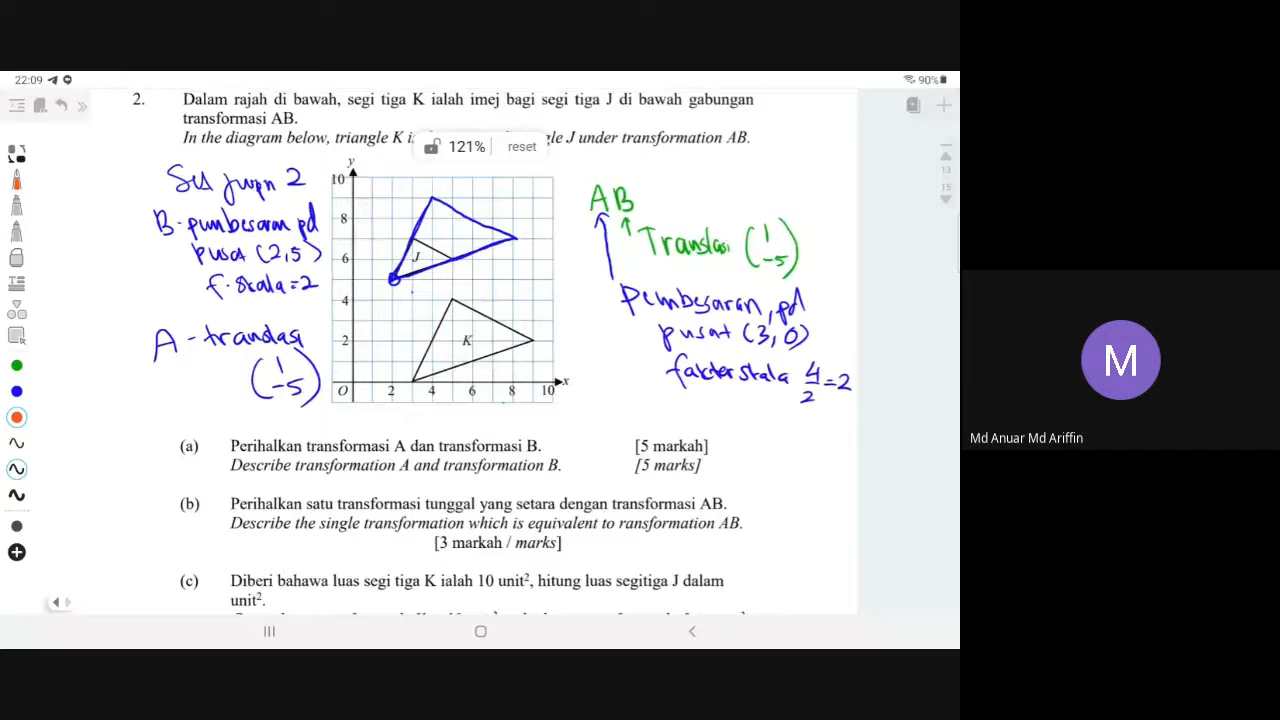 22:09
90%
2. Dalam rajah di bawah, segi tiga K ialah imej bagi segi tiga J di bawah gabungan
transformasi AB.
In the diagram below, triangle K i gle J under transformation AB.
121% reset
Set jwpn 2
B - pembesaran pd
pusat (2,5)
f. skala = 2
A - translasi
(1 -5)
y
10
8
6
4
2
O 2 4 6 8 10 x
J
K
AB
Translasi (1 -5)
Pembesaran, pd
pusat (3, 0)
fakter skala 4/2 = 2
(a) Perihalkan transformasi A dan transformasi B. [5 markah]
Describe transformation A and transformation B. [5 marks]
(b) Perihalkan satu transformasi tunggal yang setara dengan transformasi AB.
Describe the single transformation which is equivalent to ransformation AB.
[3 markah / marks]
(c) Diberi bahawa luas segi tiga K ialah 10 unit², hitung luas segitiga J dalam
unit².
13
15
M
Md Anuar Md Ariffin